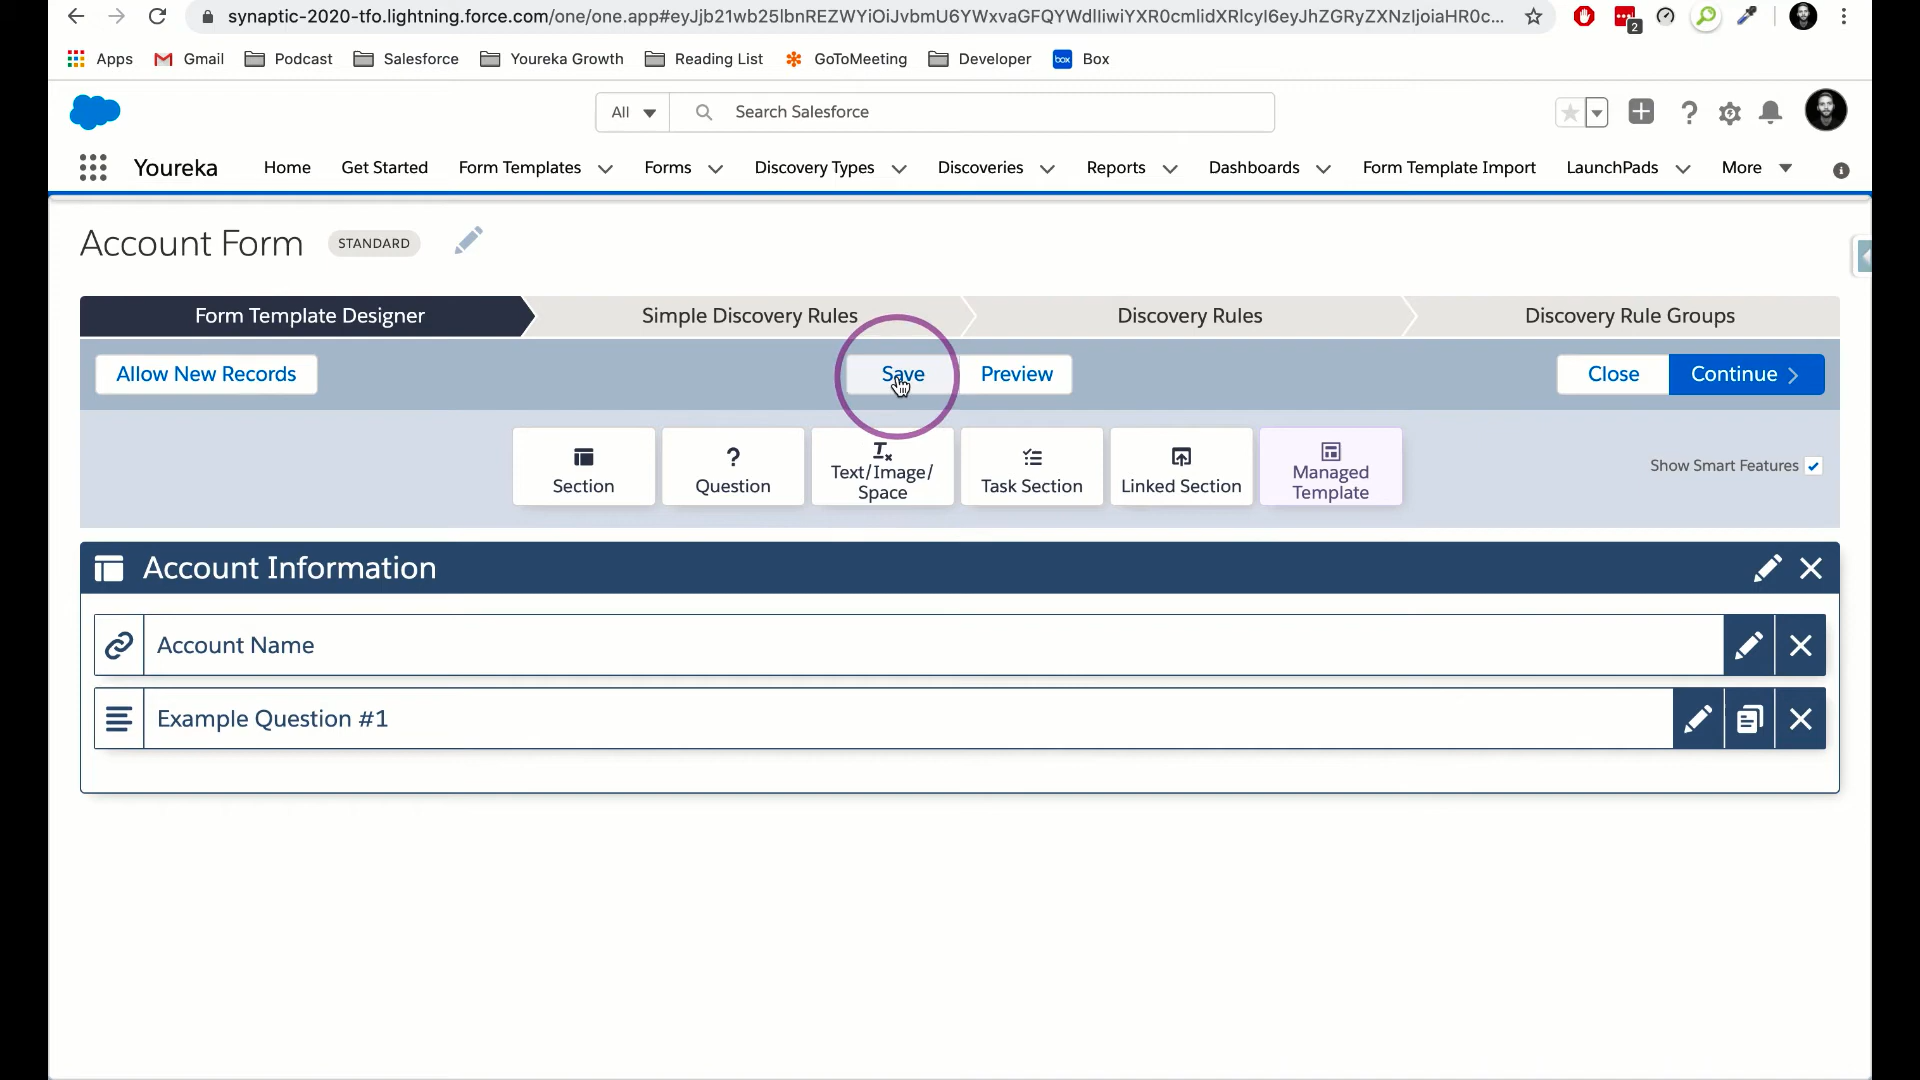 synaptic-2020-tfo.lightning.force.com/one/one.app#eyJjb21wb25lbnREZWYiOiJvbmU6YWxvaGFQYWdlIiwiYXR0cmlidXRlcyI6eyJhZGRyZXNzIjoiaHR0c...
2
Apps Gmail Podcast Salesforce Youreka Growth Reading List GoToMeeting Developer box Box
All Search Salesforce
Youreka Home Get Started Form Templates Forms Discovery Types Discoveries Reports Dashboards Form Template Import LaunchPads More
Account Form STANDARD
Form Template Designer Simple Discovery Rules Discovery Rules Discovery Rule Groups
Allow New Records Save Preview Close Continue
Section Question Text/Image/ Task Section Linked Section Managed
Space Template
Show Smart Features
Account Information
Account Name
Example Question #1